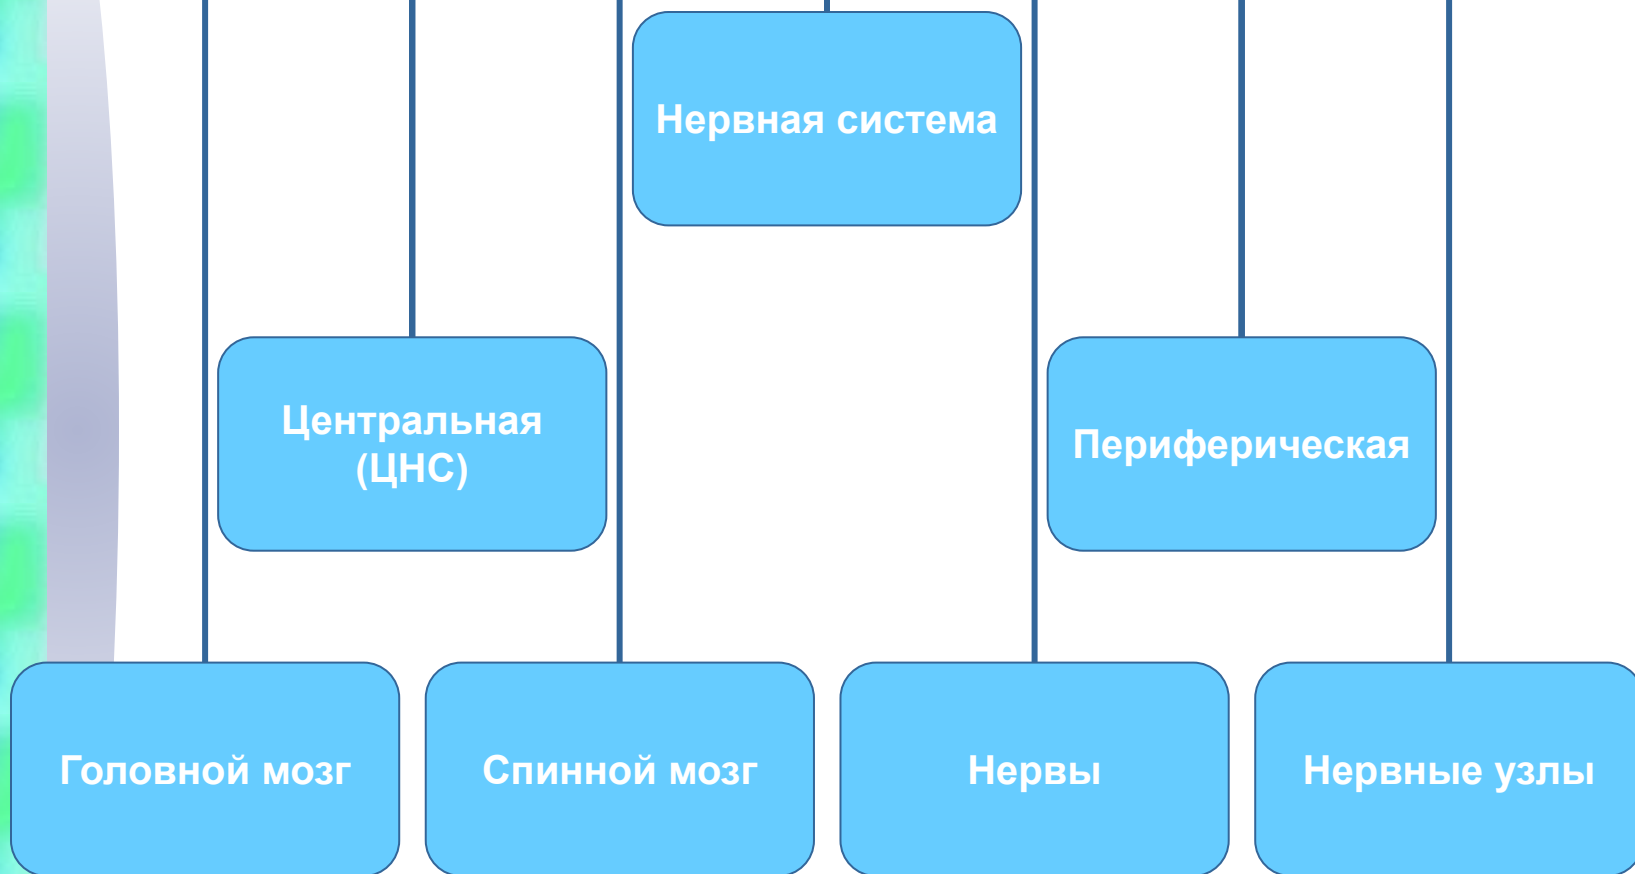 Нервная система
Центральная
(ЦНС)
Периферическая
Головной мозг
Спинной мозг
Нервы
Нервные узлы